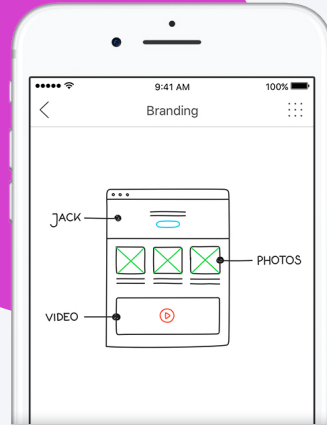 9:41 AM
100%
Branding
JACK
PHOTOS
VIDEO